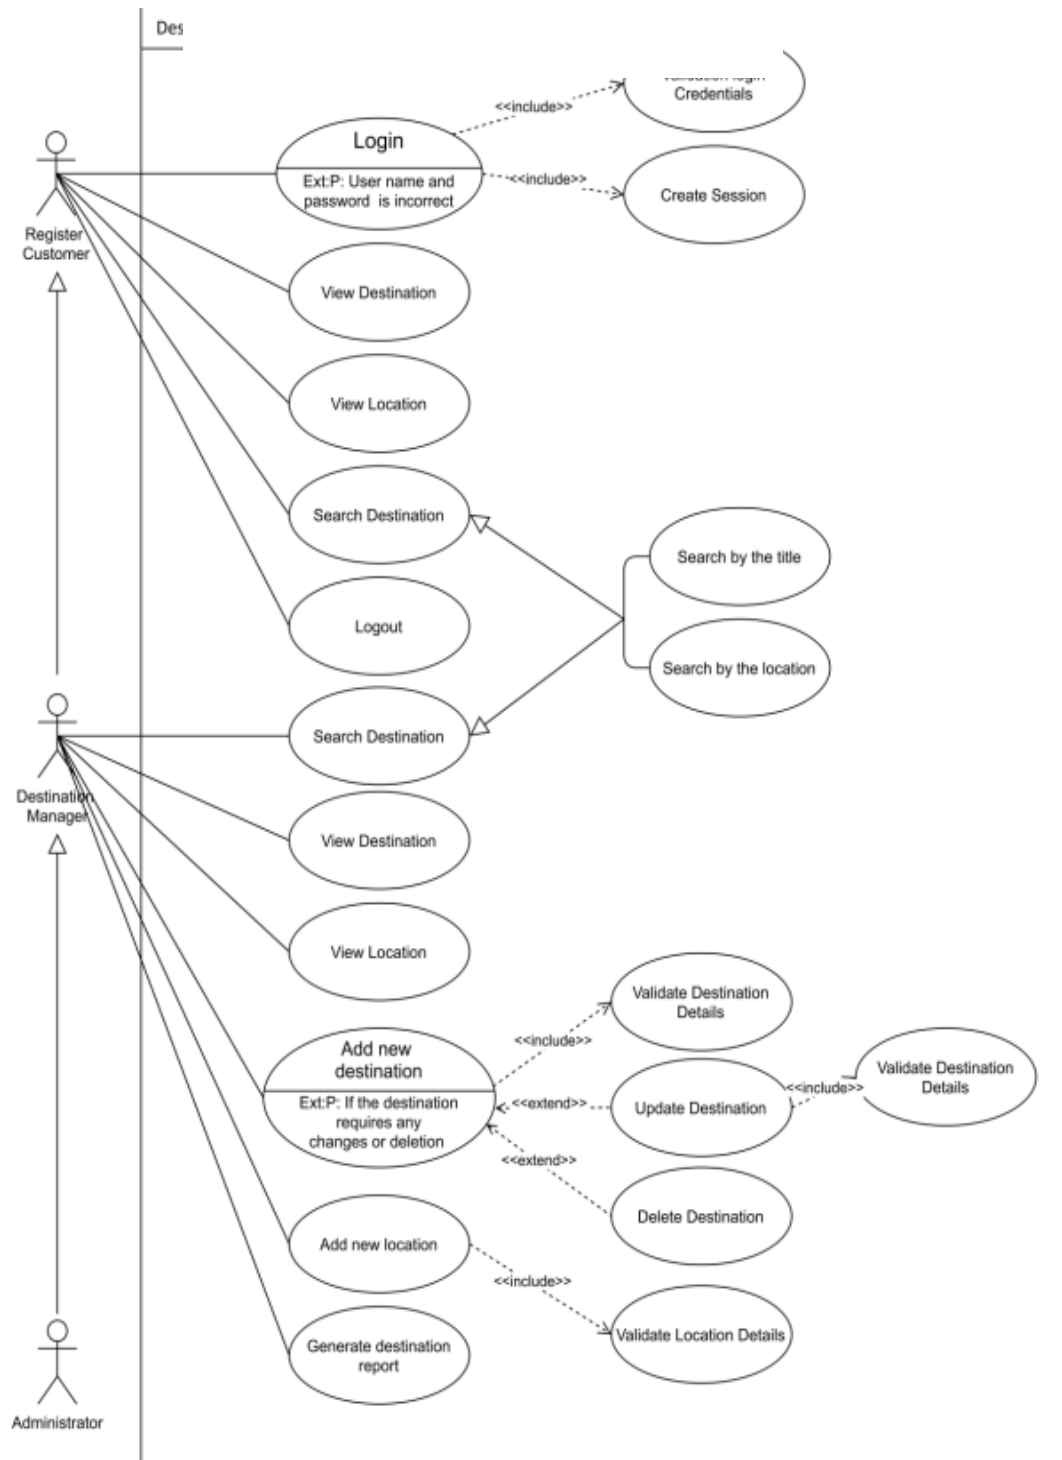 Des
Credentials
<<include>>
Login
Ext:P: User name and
password is incorrect
<<include>>
Create Session
Register
Customer
View Destination
View Location
Search Destination
Search by the title
Logout
Search by the location
Search Destination
Destination
Manager
View Destination
View Location
Validate Destination
Details
<<include>>
Add new
destination
Ext:P: If the destination
requires any
changes or deletion
<<extend>>
Update Destination
<<include>>
Validate Destination
Details
<<extend>>
Delete Destination
Add new location
<<include>>
Validate Location Details
Generate destination
report
Administrator